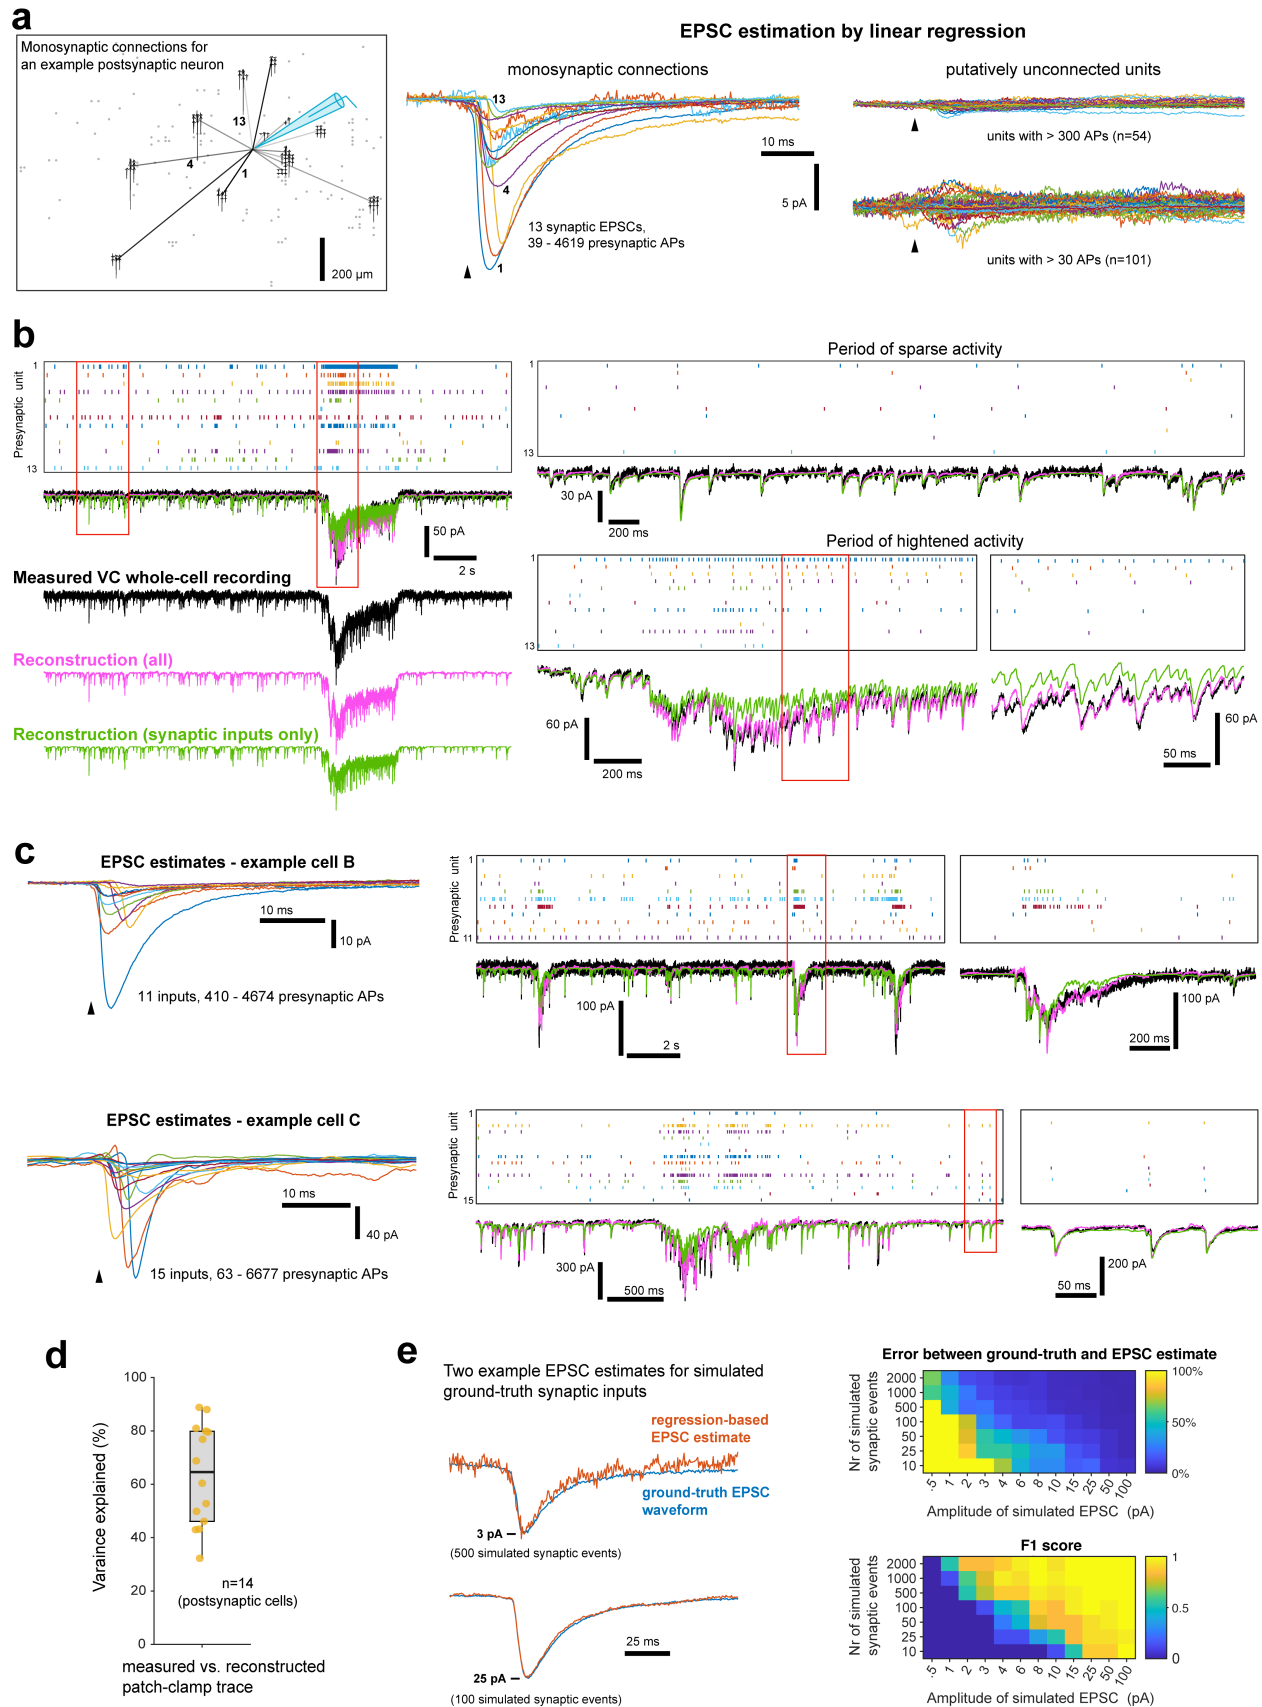 a
Monosynaptic connections for
an example postsynaptic neuron
13
4
1
1
200 µm
EPSC estimation by linear regression
monosynaptic connections
putatively unconnected units
13
4
1
10 ms
5 pA
13 synaptic EPSCs,
39 - 4619 presynaptic APs
units with > 300 APs (n=54)
units with > 30 APs (n=101)
b
Presynaptic unit
1
13
50 pA
2 s
Measured VC whole-cell recording
Reconstruction (all)
Reconstruction (synaptic inputs only)
Period of sparse activity
1
13
30 pA
200 ms
Period of hightened activity
1
13
60 pA
200 ms
60 pA
50 ms
c
EPSC estimates - example cell B
10 ms
10 pA
11 inputs, 410 - 4674 presynaptic APs
Presynaptic unit
1
11
100 pA
2 s
100 pA
200 ms
EPSC estimates - example cell C
10 ms
40 pA
15 inputs, 63 - 6677 presynaptic APs
Presynaptic unit
1
15
300 pA
500 ms
200 pA
50 ms
d
Varaince explained (%)
100
80
60
40
20
0
n=14
(postsynaptic cells)
measured vs. reconstructed
patch-clamp trace
e
Two example EPSC estimates for simulated
ground-truth synaptic inputs
regression-based
EPSC estimate
ground-truth EPSC
waveform
3 pA
(500 simulated synaptic events)
25 ms
25 pA
(100 simulated synaptic events)
Error between ground-truth and EPSC estimate
Nr of simulated
synaptic events
2000
1000
500
100
50
25
10
.5 1 2 3 4 6 8 10 15 25 50 100
Amplitude of simulated EPSC (pA)
100%
50%
0%
F1 score
Nr of simulated
synaptic events
2000
1000
500
100
50
25
10
.5 1 2 3 4 6 8 10 15 25 50 100
Amplitude of simulated EPSC (pA)
1
0.5
0